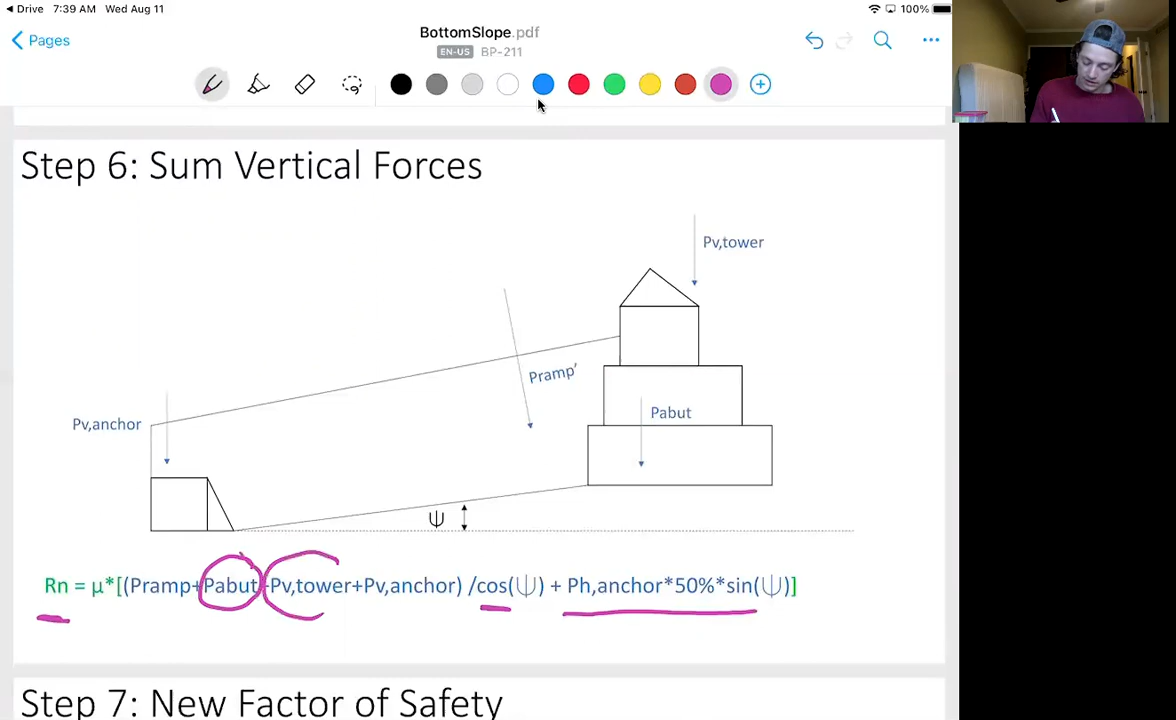 Drive 7:39 AM Wed Aug 11 100%
Pages
BottomSlope.pdf
EN-US BP-211
Step 6: Sum Vertical Forces
Pv,tower
Pramp'
Pabut
Pv,anchor
Ψ
Rn = μ*[(Pramp+Pabut+Pv,tower+Pv,anchor) /cos(Ψ) + Ph,anchor*50%*sin(Ψ)]
Step 7: New Factor of Safety